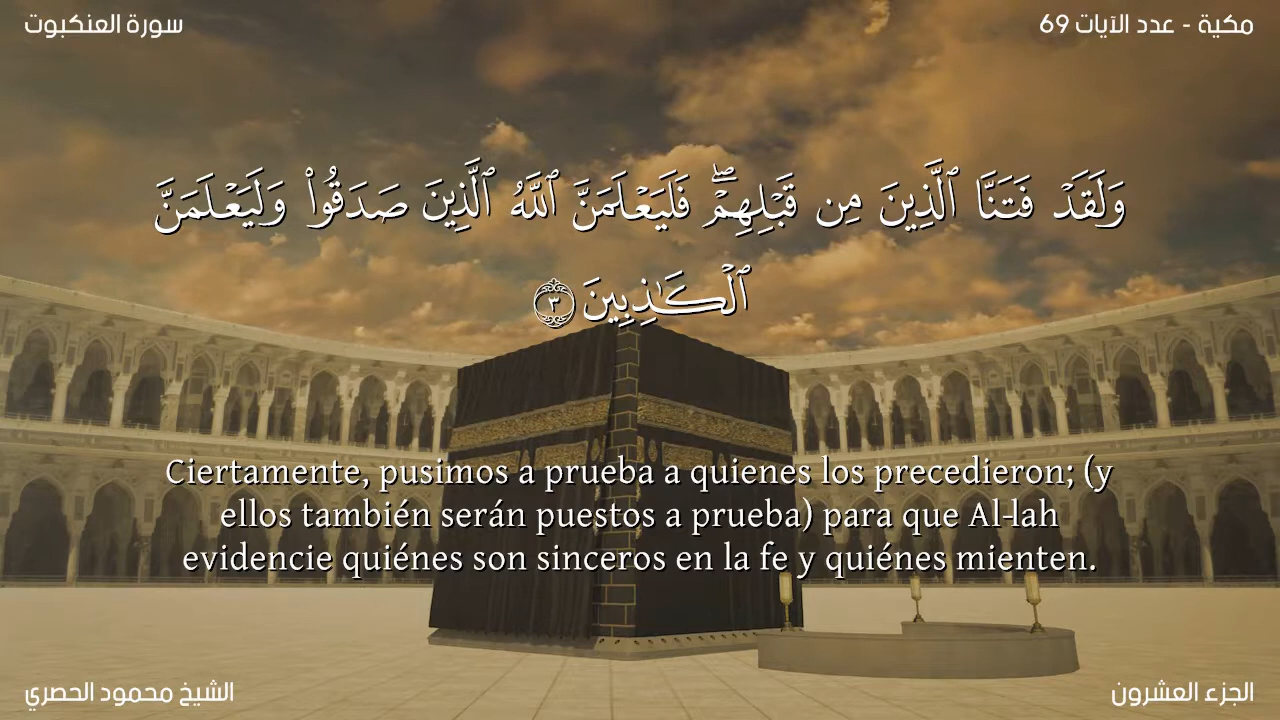 مكية - عدد الآيات 69
سورة العنكبوت
وَلَقَدْ فَتَنَّا ٱلَّذِينَ مِن قَبْلِهِمْ ۖ فَلَيَعْلَمَنَّ ٱللَّهُ ٱلَّذِينَ صَدَقُوا۟ وَلَيَعْلَمَنَّ
ٱلْكَـٰذِبِينَ ٣
Ciertamente, pusimos a prueba a quienes los precedieron; (y
ellos también serán puestos a prueba) para que Al-lah
evidencie quiénes son sinceros en la fe y quiénes mienten.
الجزء العشرون
الشيخ محمود الحصري